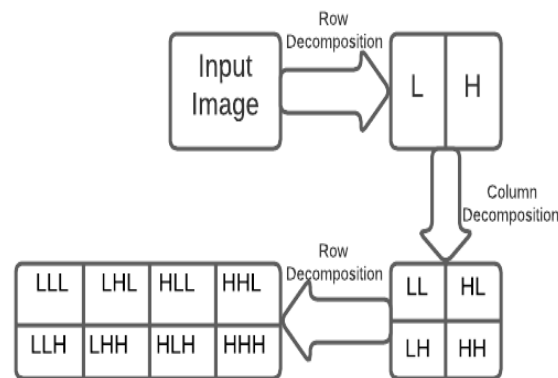 Row
Decomposition
Input
Image
L H
Column
Decomposition
Row
Decomposition
LL HL
LH HH
LLL LHL HLL HHL
LLH LHH HLH HHH